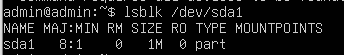 admin@admin:~$ lsblk /dev/sda1
NAME MAJ:MIN RM SIZE RO TYPE MOUNTPOINTS
sda1   8:1    0   1M  0 part